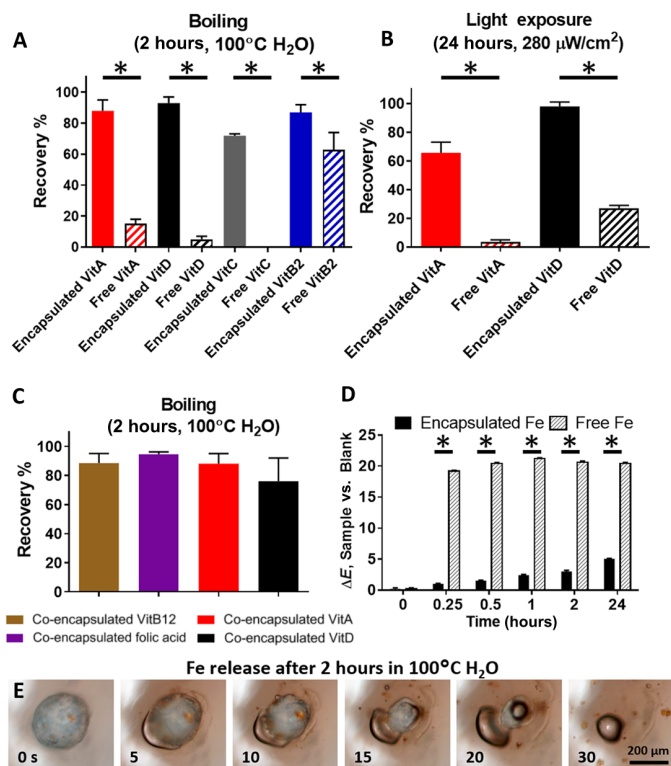 A
Boiling
(2 hours, 100°C H₂O)
Recovery %
100
80
60
40
20
0
Encapsulated VitA
Free VitA
Encapsulated VitD
Free VitD
Encapsulated VitC
Free VitC
Encapsulated VitB2
Free VitB2
* * * *
B
Light exposure
(24 hours, 280 µW/cm²)
Recovery %
100
80
60
40
20
0
Encapsulated VitA
Free VitA
Encapsulated VitD
Free VitD
* *
C
Boiling
(2 hours, 100°C H₂O)
Recovery %
100
80
60
40
20
0
Co-encapsulated VitB12
Co-encapsulated VitA
Co-encapsulated folic acid
Co-encapsulated VitD
D
Encapsulated Fe
Free Fe
ΔE, Sample vs. Blank
25
20
15
10
5
0
* * * * *
0 0.25 0.5 1 2 24
Time (hours)
Fe release after 2 hours in 100°C H₂O
E
0 s 5 10 15 20 30
200 µm